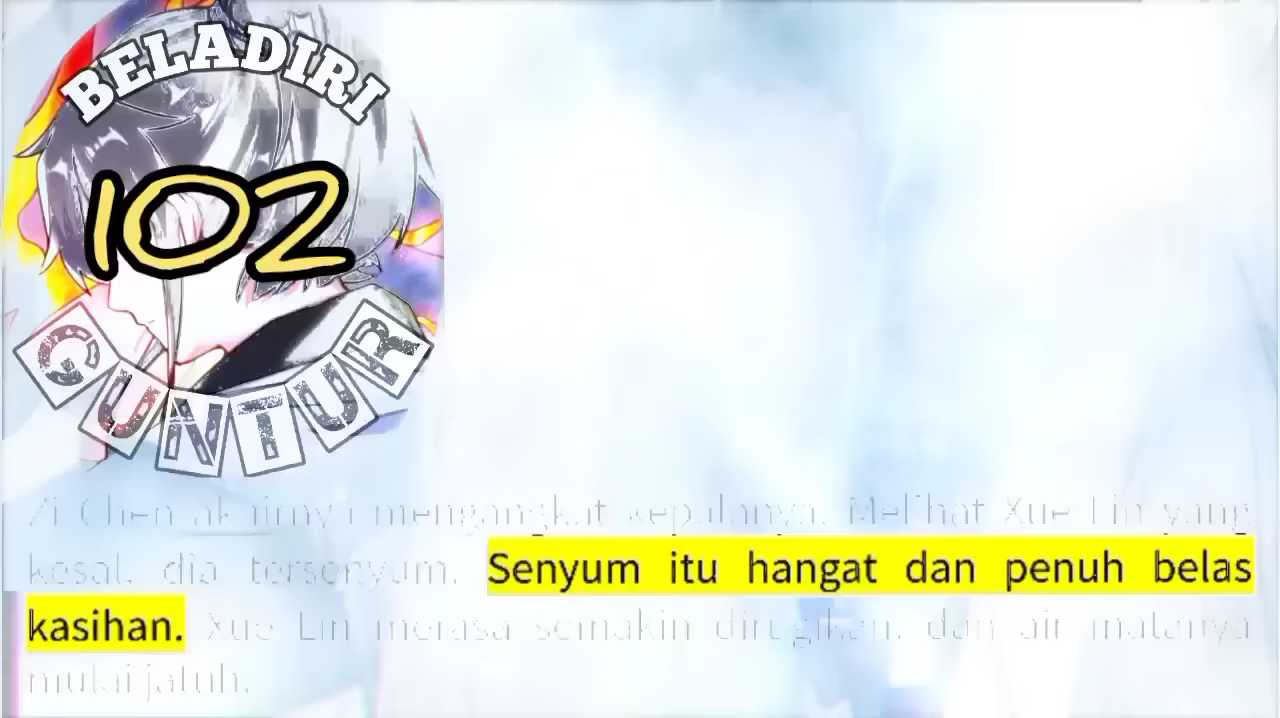 BELADIRI
102
GUNTUR
Zi Chen akhirnya mengangkat kepalanya. Melihat Xue Lin yang
kesal, dia tersenyum. Senyum itu hangat dan penuh belas
kasihan. Xue Lin merasa semakin dirugikan, dan air matanya
mulai jatuh.